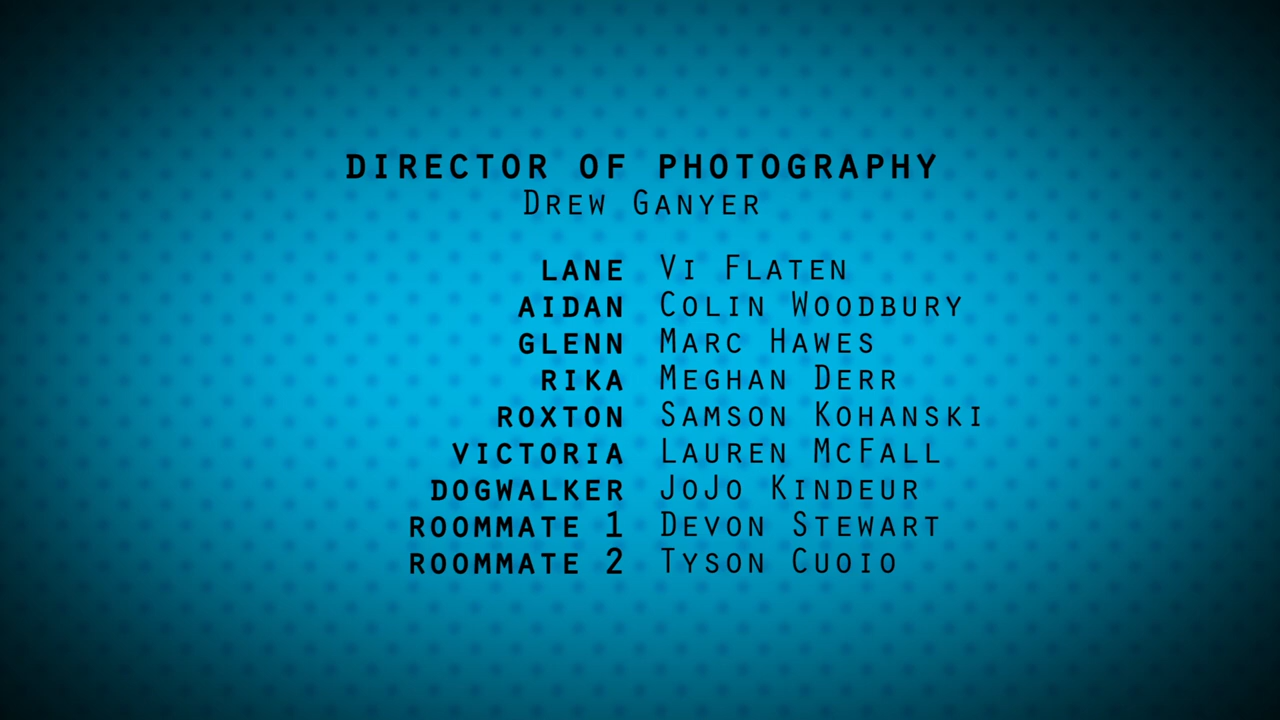 DIRECTOR OF PHOTOGRAPHY
DREW GANYER
LANE VI FLATEN
AIDAN COLIN WOODBURY
GLENN MARC HAWES
RIKA MEGHAN DERR
ROXTON SAMSON KOHANSKI
VICTORIA LAUREN MCFALL
DOGWALKER JOJO KINDEUR
ROOMMATE 1 DEVON STEWART
ROOMMATE 2 TYSON CUOIO